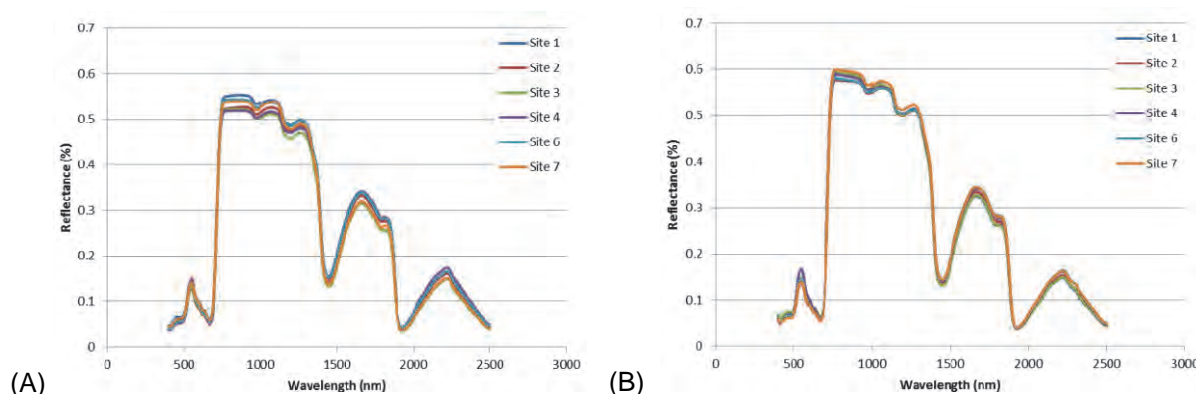 0.7
0.6
0.5
0.4
0.3
0.2
0.1
0
Reflectance (%)
0
500
1000
1500
2000
2500
3000
Wavelength (nm)
Site 1
Site 2
Site 3
Site 4
Site 6
Site 7
(A)
0.7
0.5
0.5
0.4
0.3
0.2
0.1
0
Reflectance (%)
0
500
1000
1500
2000
2500
3000
Wavelength (nm)
Site 1
Site 2
Site 3
Site 4
Site 6
Site 7
(B)